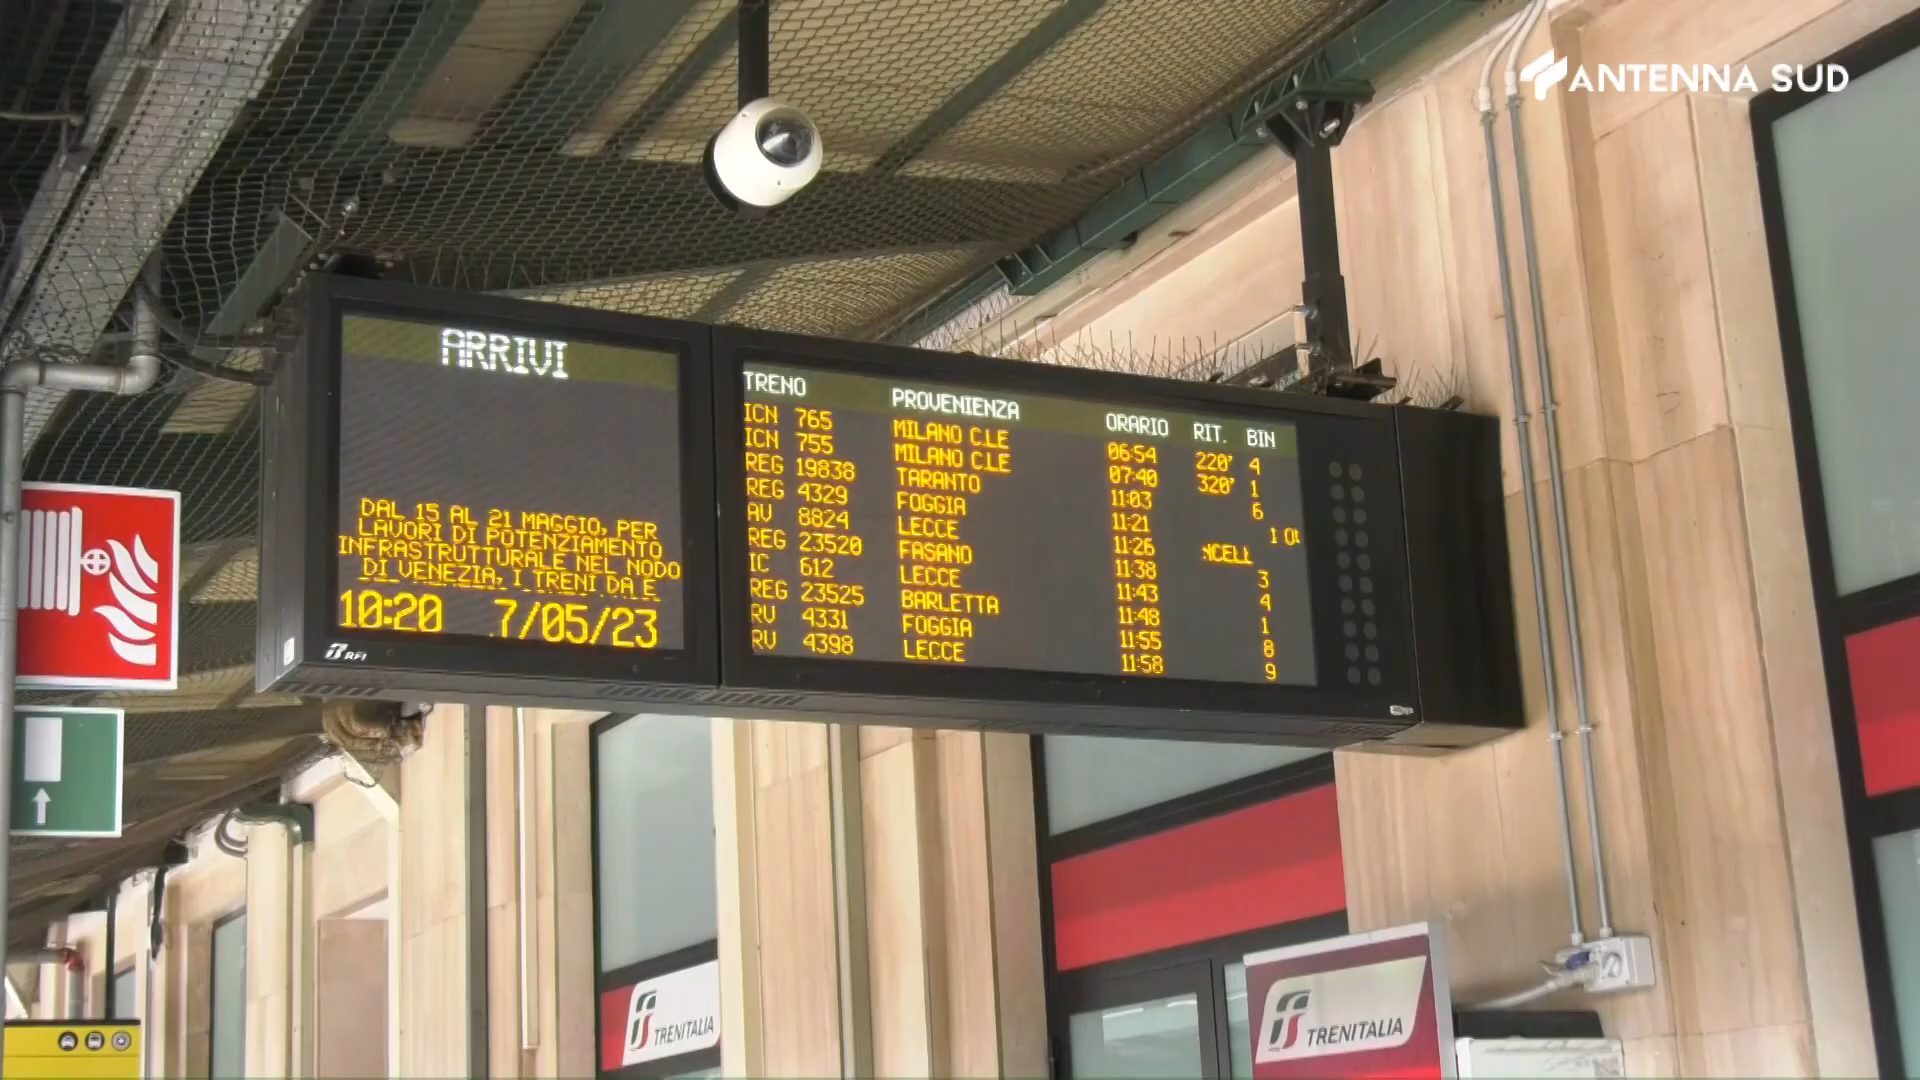 ANTENNA SUD
ARRIVI
DAL 15 AL 21 MAGGIO, PER
LAVORI DI POTENZIAMENTO
INFRASTRUTTURALE NEL NODO
DI VENEZIA, I TRENI DA E
10:20 7/05/23
RFI
TRENO PROVENIENZA ORARIO RIT. BIN
ICN 765 MILANO C.LE 06:54 220' 4
ICN 755 MILANO C.LE 07:40 320' 1
REG 19838 TARANTO 11:03 6
REG 4329 FOGGIA 11:21 1
AV 8824 LECCE 11:26 NCELL
REG 23520 FASANO 11:38 3
IC 612 LECCE 11:43 4
REG 23525 BARLETTA 11:48 1
RV 4331 FOGGIA 11:55 8
RV 4398 LECCE 11:58 9
TRENITALIA
TRENITALIA